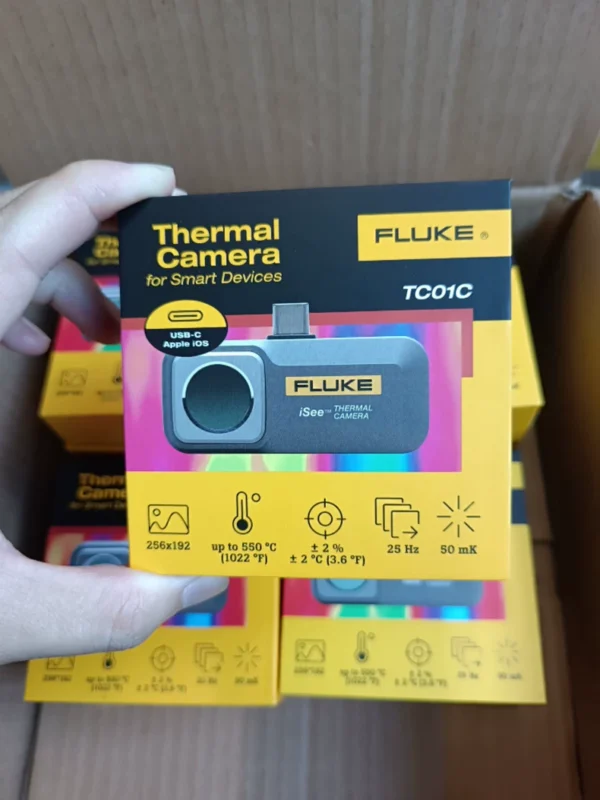 Thermal
Camera
for Smart Devices
FLUKE ®
TC01C
USB-C
Apple iOS
FLUKE
iSee™ THERMAL
CAMERA
256x192
up to 550 °C
(1022 °F)
± 2 %
± 2 °C (3.6 °F)
25 Hz
50 mK